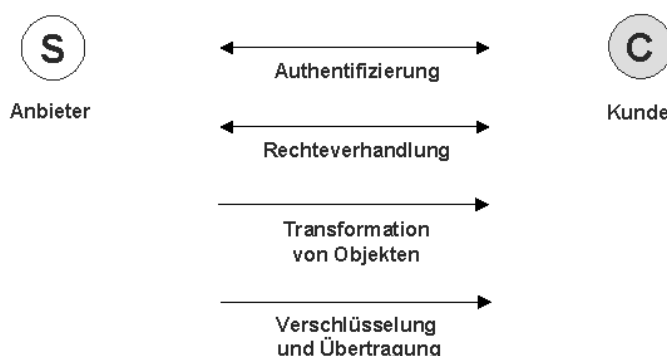 S
C
Authentifizierung
Anbieter
Kunde
Rechteverhandlung
Transformation
von Objekten
Verschlüsselung
und Übertragung